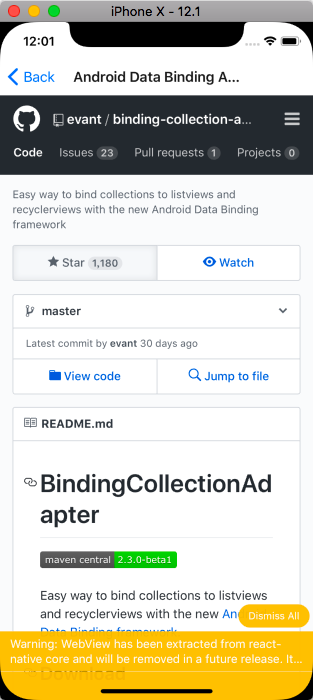 iPhone X - 12.1
12:01
Back Android Data Binding A...
evant / binding-collection-a...
Code Issues 23 Pull requests 1 Projects 0
Easy way to bind collections to listviews and
recyclerviews with the new Android Data Binding
framework
Star 1,180 Watch
master
Latest commit by evant 30 days ago
View code Jump to file
README.md
BindingCollectionAd
apter
maven central 2.3.0-beta1
Easy way to bind collections to listviews
and recyclerviews with the new An
Dismiss All
Data Binding framework
Warning: WebView has been extracted from react-
native core and will be removed in a future release. It...
Download